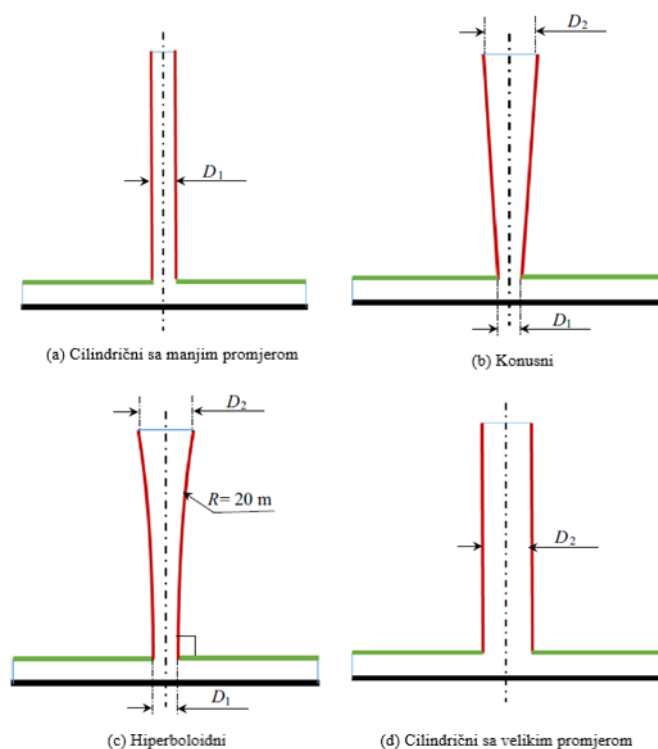 D₁
(a) Cilindrični sa manjim promjerom
D₂
D₁
(b) Konusni
D₂
R= 20 m
D₁
(c) Hiperboloidni
D₂
(d) Cilindrični sa velikim promjerom